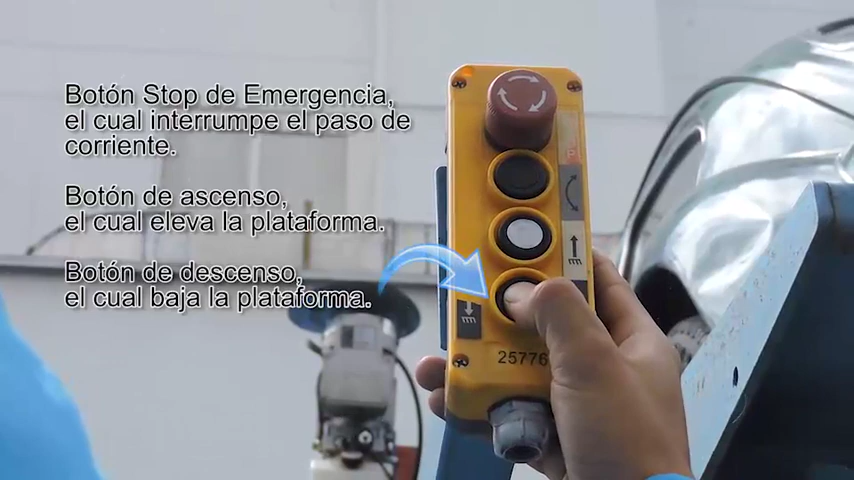 Botón Stop de Emergencia,
el cual interrumpe el paso de
corriente.
Botón de ascenso,
el cual eleva la plataforma.
Botón de descenso,
el cual baja la plataforma.
25776